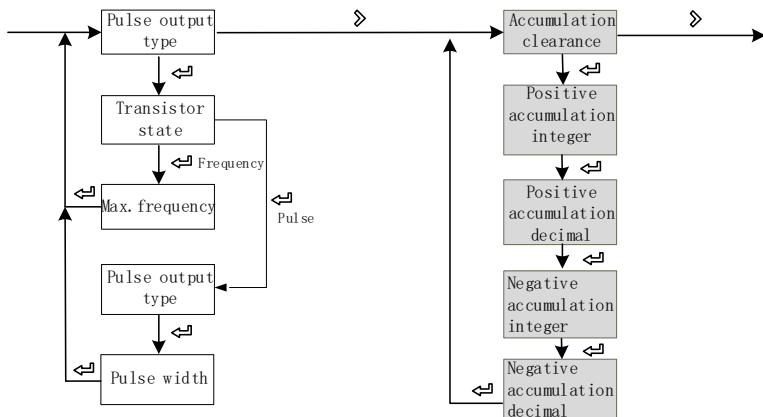 Pulse output
type
Transistor
state
Frequency
Max.frequency
Pulse
Pulse output
type
Pulse width
Accumulation
clearance
Positive
accumulation
integer
Positive
accumulation
decimal
Negative
accumulation
integer
Negative
accumulation
decimal